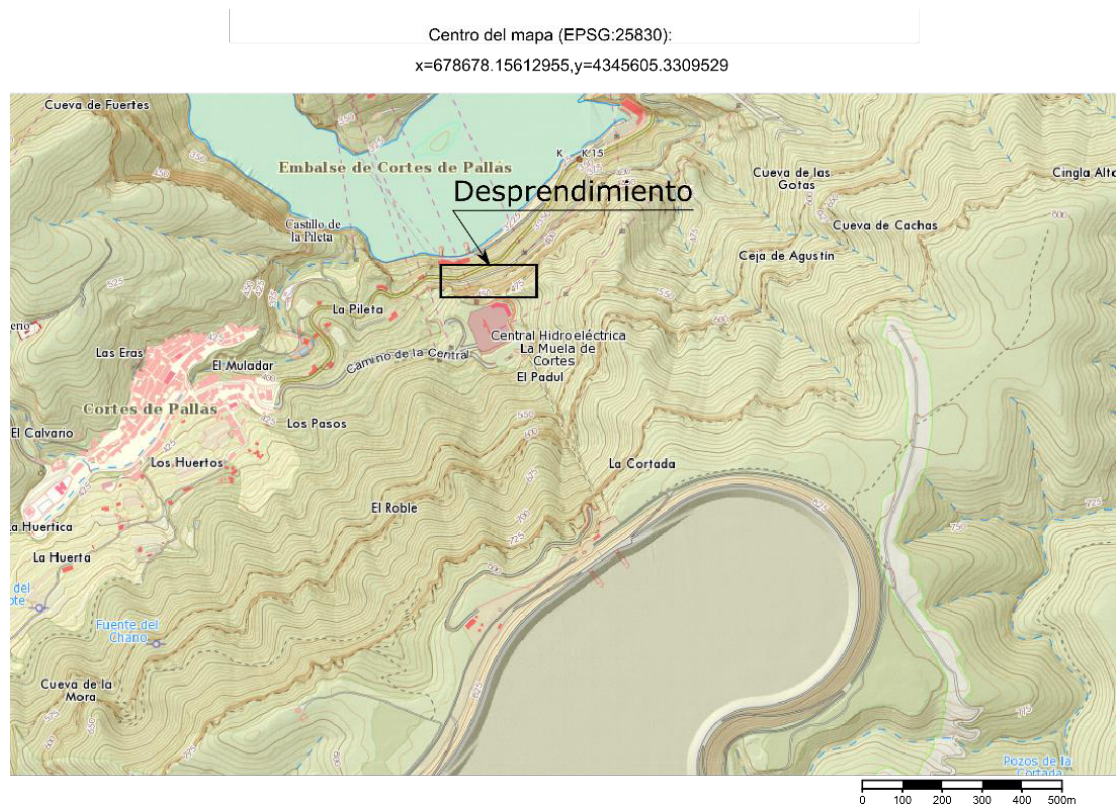 Centro del mapa (EPSG:25830):
x=678678.15612955,y=4345605.3309529
Cueva de Fuertes
Embalse de Cortes de Pallás
K
K 15
Desprendimiento
Cueva de las
Gotas
Cingla Alta
Cueva de Cachas
Castillo de
la Pileta
Ceja de Agustín
La Pileta
Central Hidroeléctrica
La Muela de
Cortes
Camino de la Central
Las Eras
El Muladar
El Padul
Cortes de Pallás
Los Pasos
El Calvario
Los Huertos
La Cortada
El Roble
La Huertica
La Huerta
Fuente del
Chano
Cueva de la
Mora
Pozos de la
Cortada
0 100 200 300 400 500m